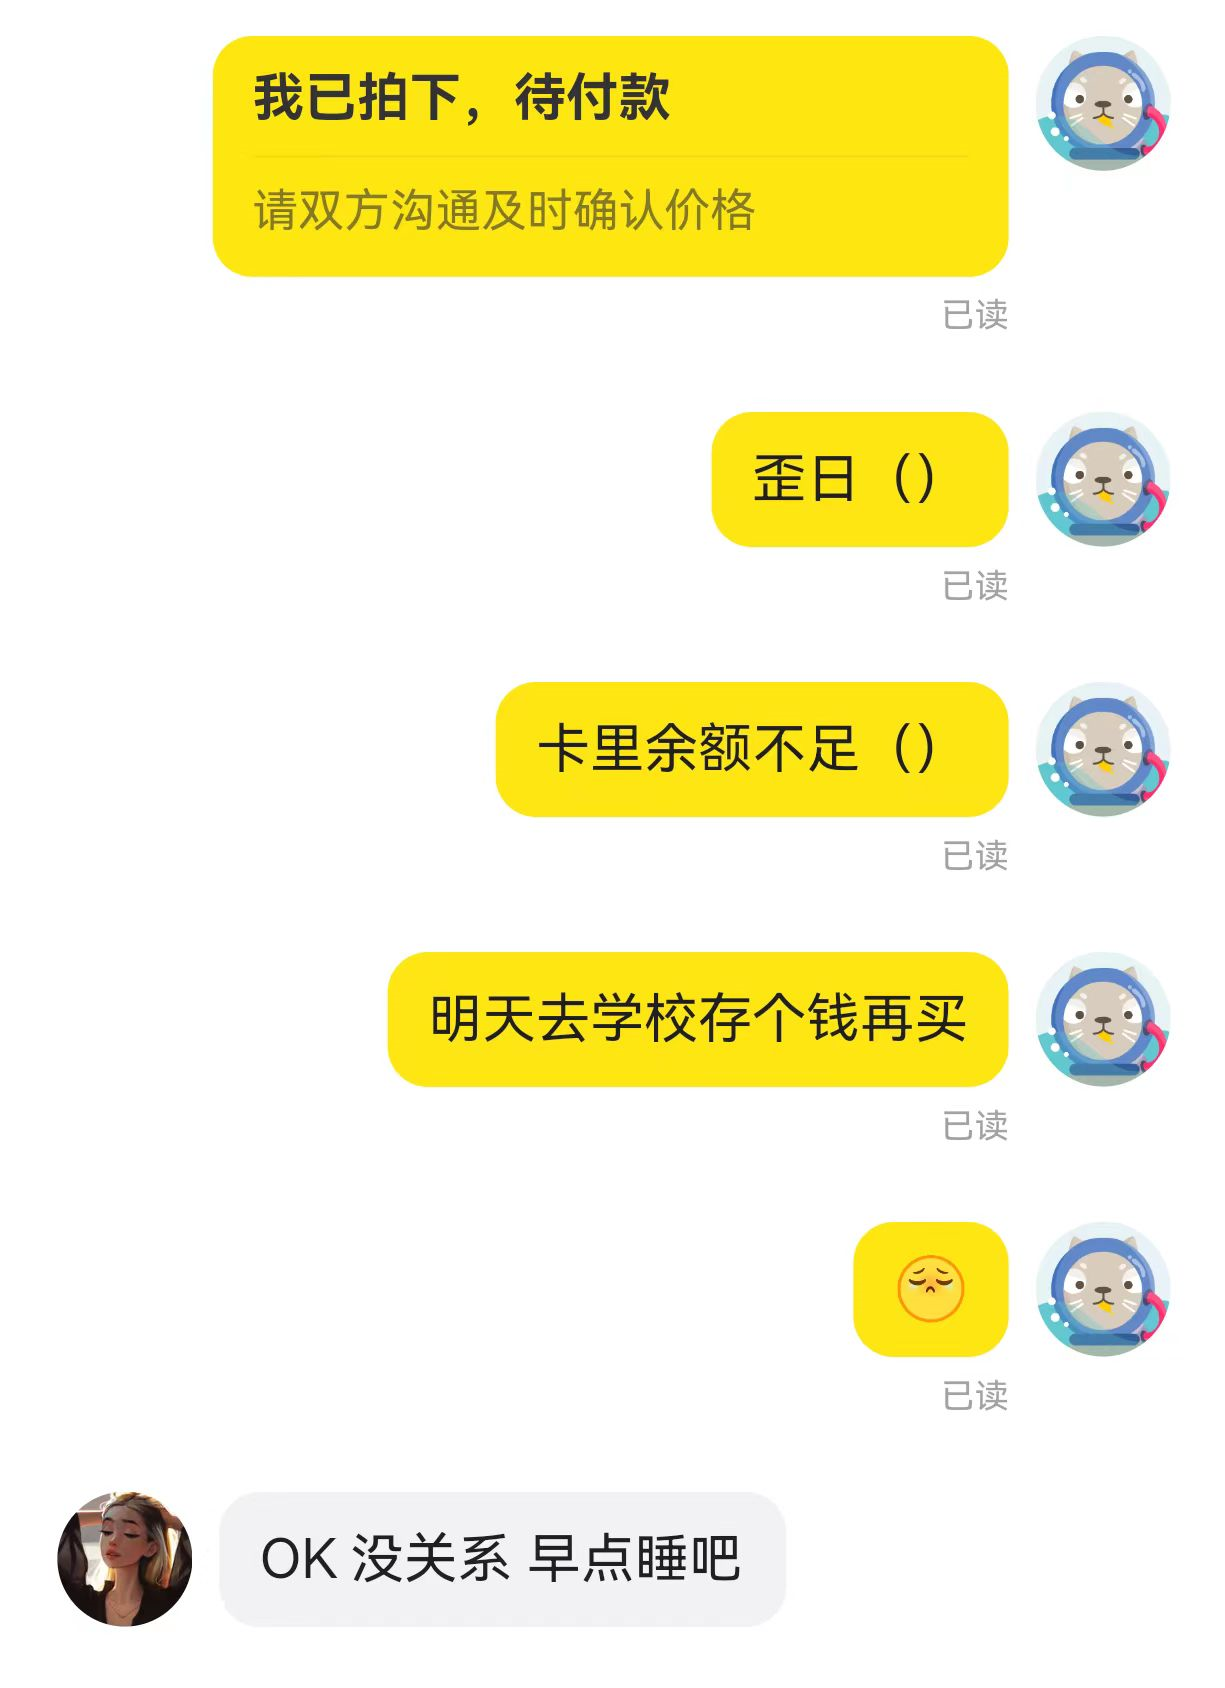 我已拍下，待付款
请双方沟通及时确认价格
已读
歪日（）
已读
卡里余额不足（）
已读
明天去学校存个钱再买
已读
已读
OK 没关系 早点睡吧